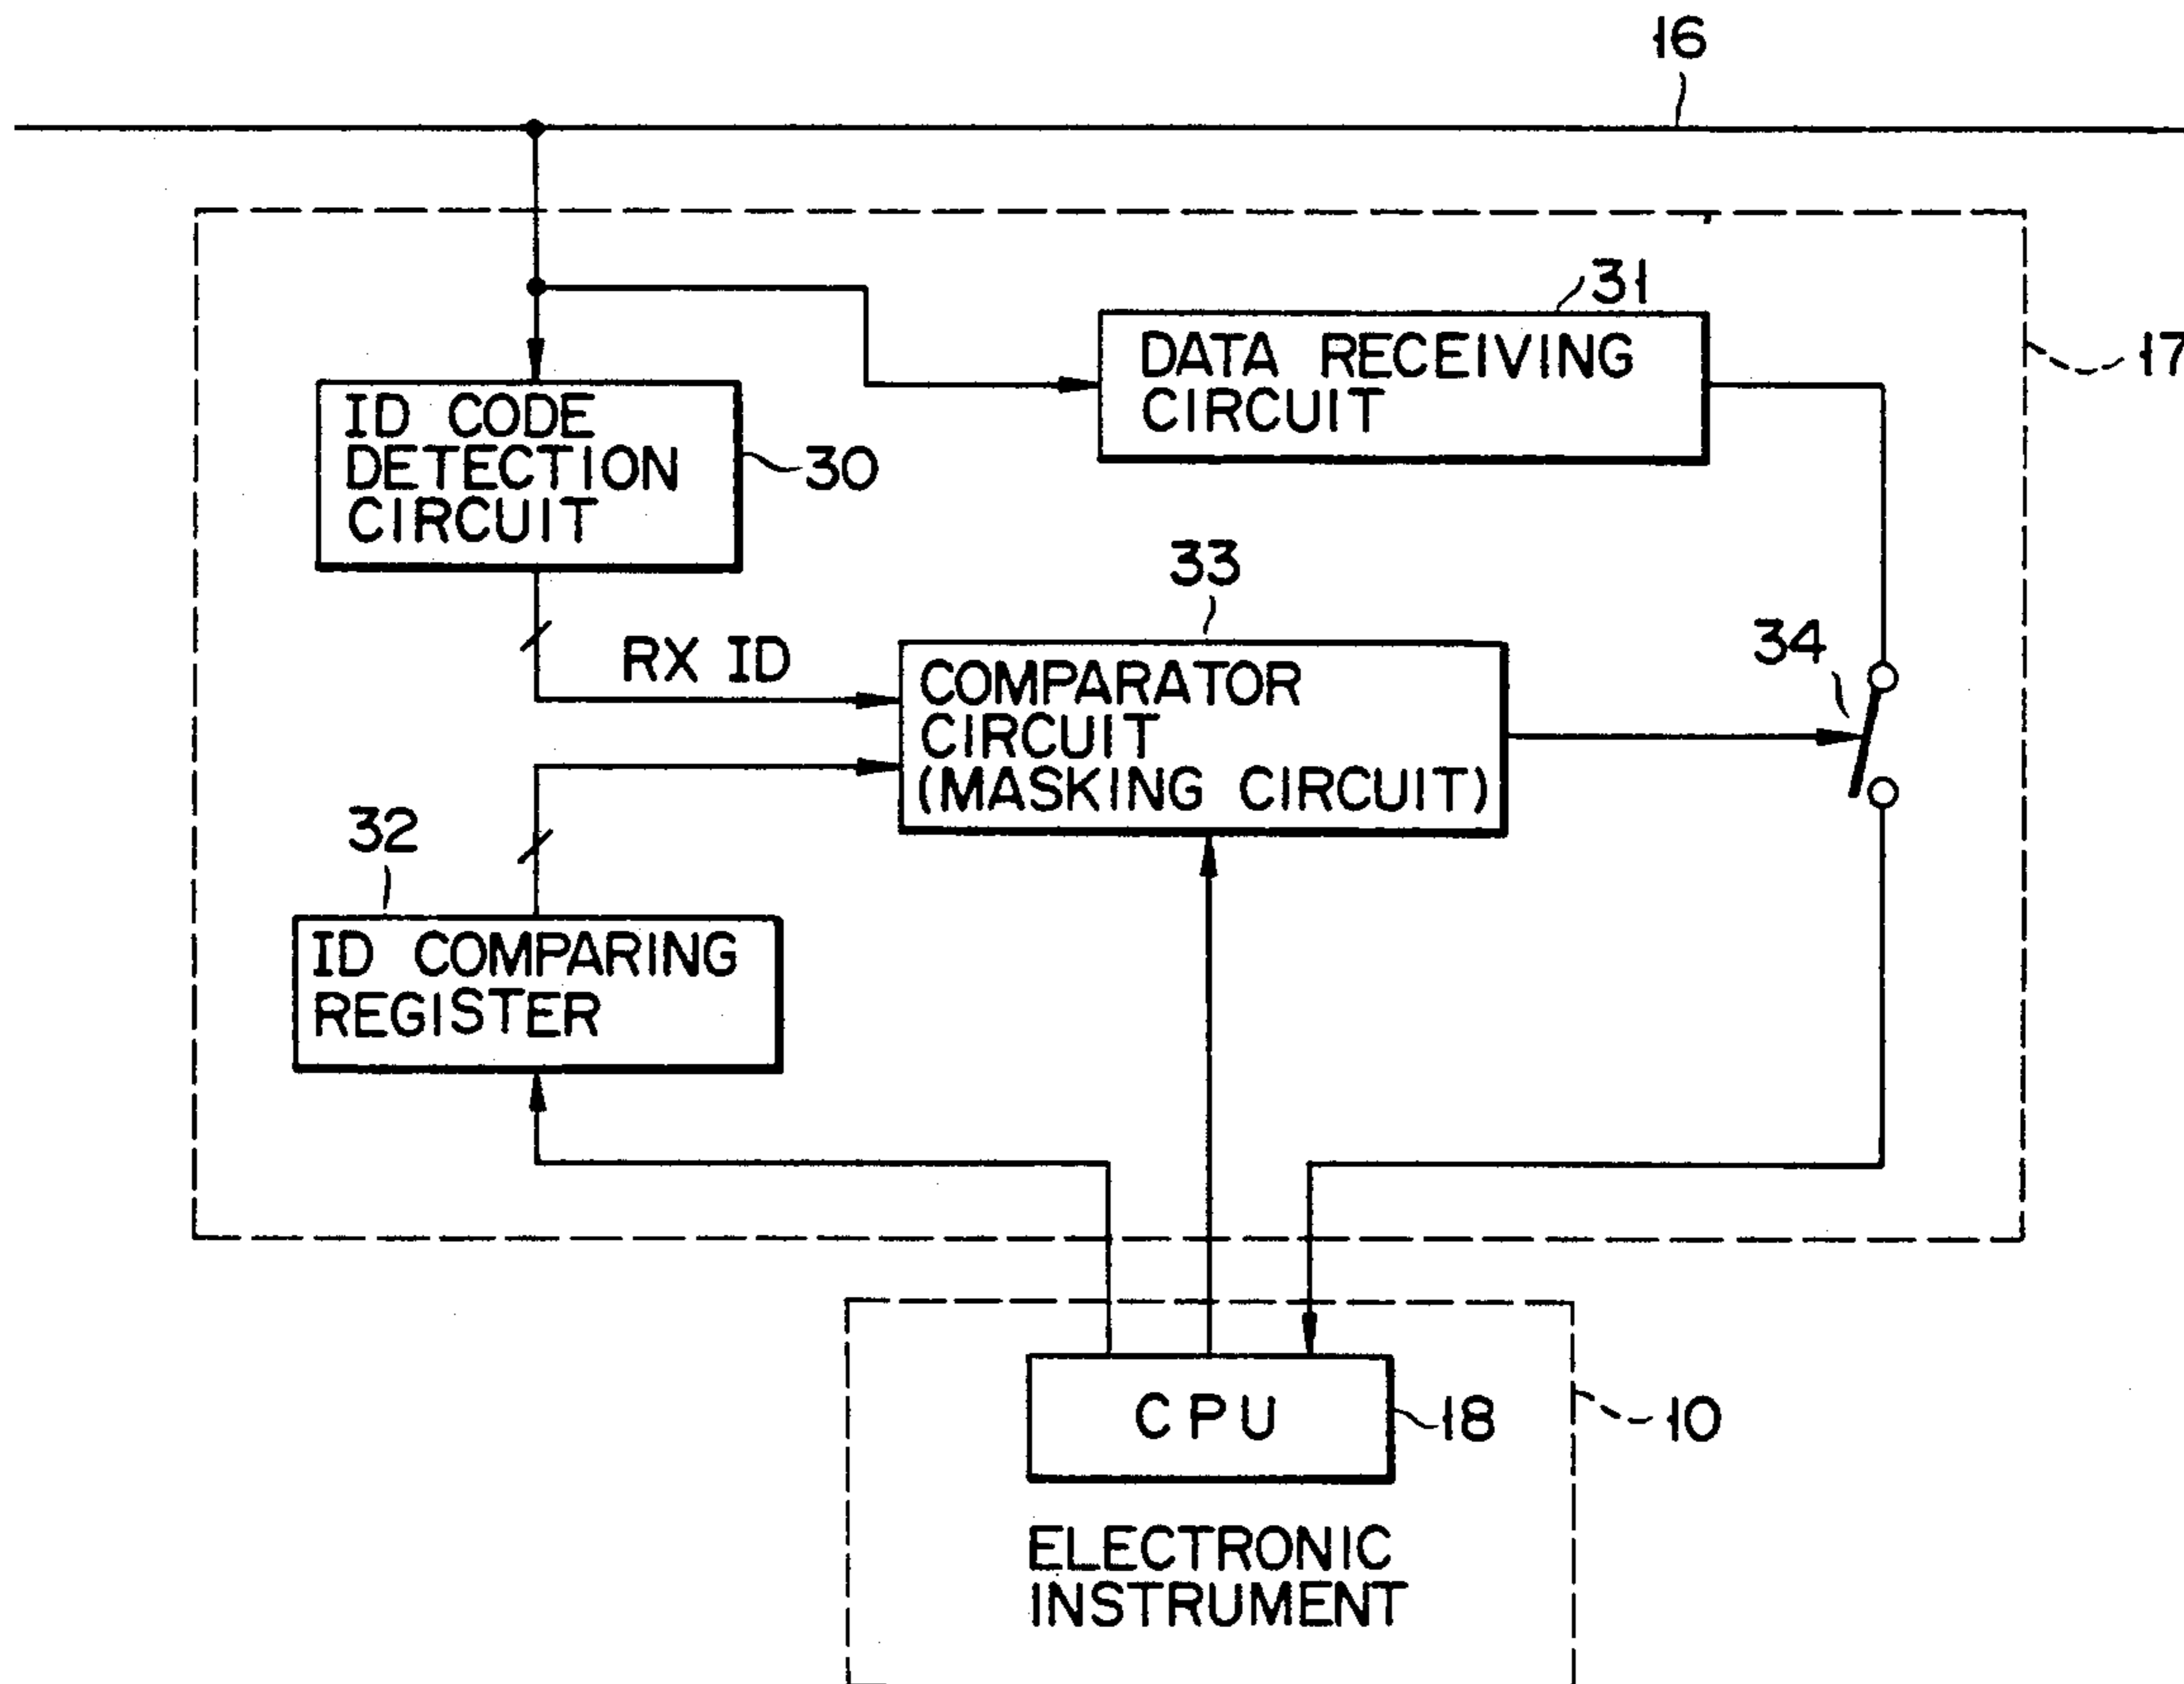 16
31
DATA RECEIVING
CIRCUIT
17
ID CODE
DETECTION
CIRCUIT
30
33
RX ID
COMPARATOR
CIRCUIT
(MASKING CIRCUIT)
34
32
ID COMPARING
REGISTER
CPU
18
10
ELECTRONIC
INSTRUMENT